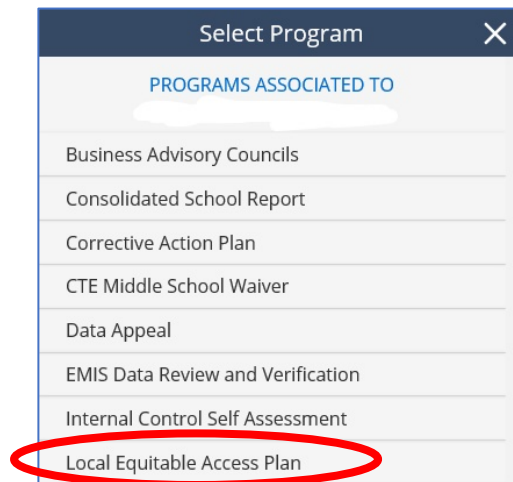 Select Program
PROGRAMS ASSOCIATED TO
Business Advisory Councils
Consolidated School Report
Corrective Action Plan
CTE Middle School Waiver
Data Appeal
EMIS Data Review and Verification
Internal Control Self Assessment
Local Equitable Access Plan